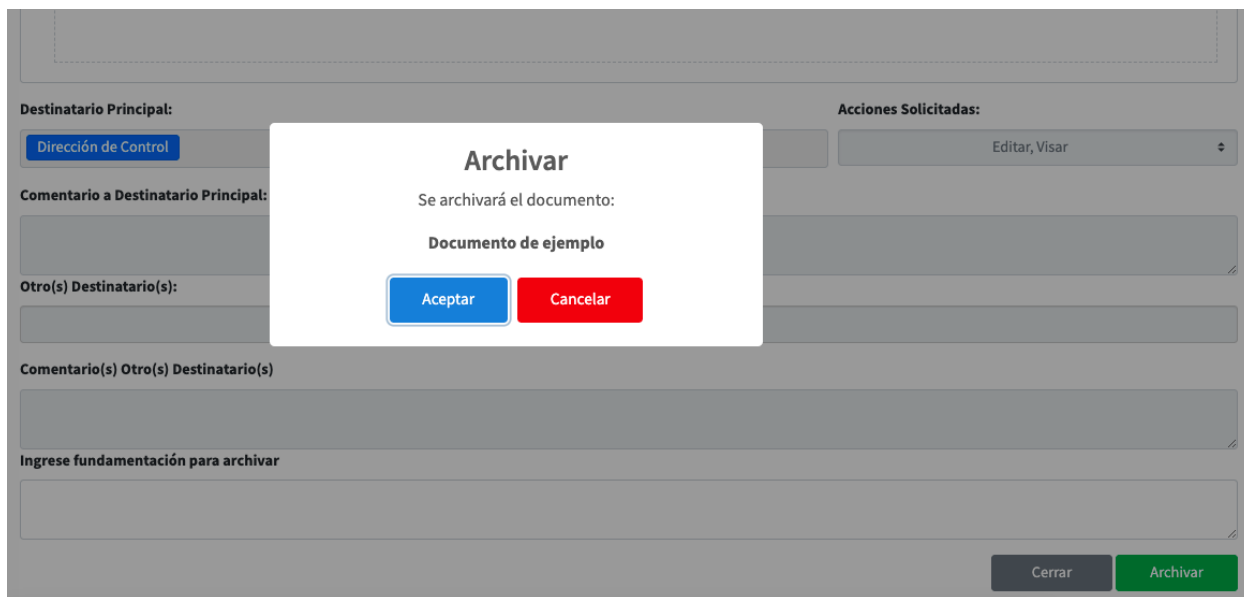 Destinatario Principal:
Acciones Solicitadas:
Dirección de Control
Editar, Visar
Comentario a Destinatario Principal:
Archivar
Se archivará el documento:
Documento de ejemplo
Aceptar
Cancelar
Otro(s) Destinatario(s):
Comentario(s) Otro(s) Destinatario(s)
Ingrese fundamentación para archivar
Cerrar
Archivar